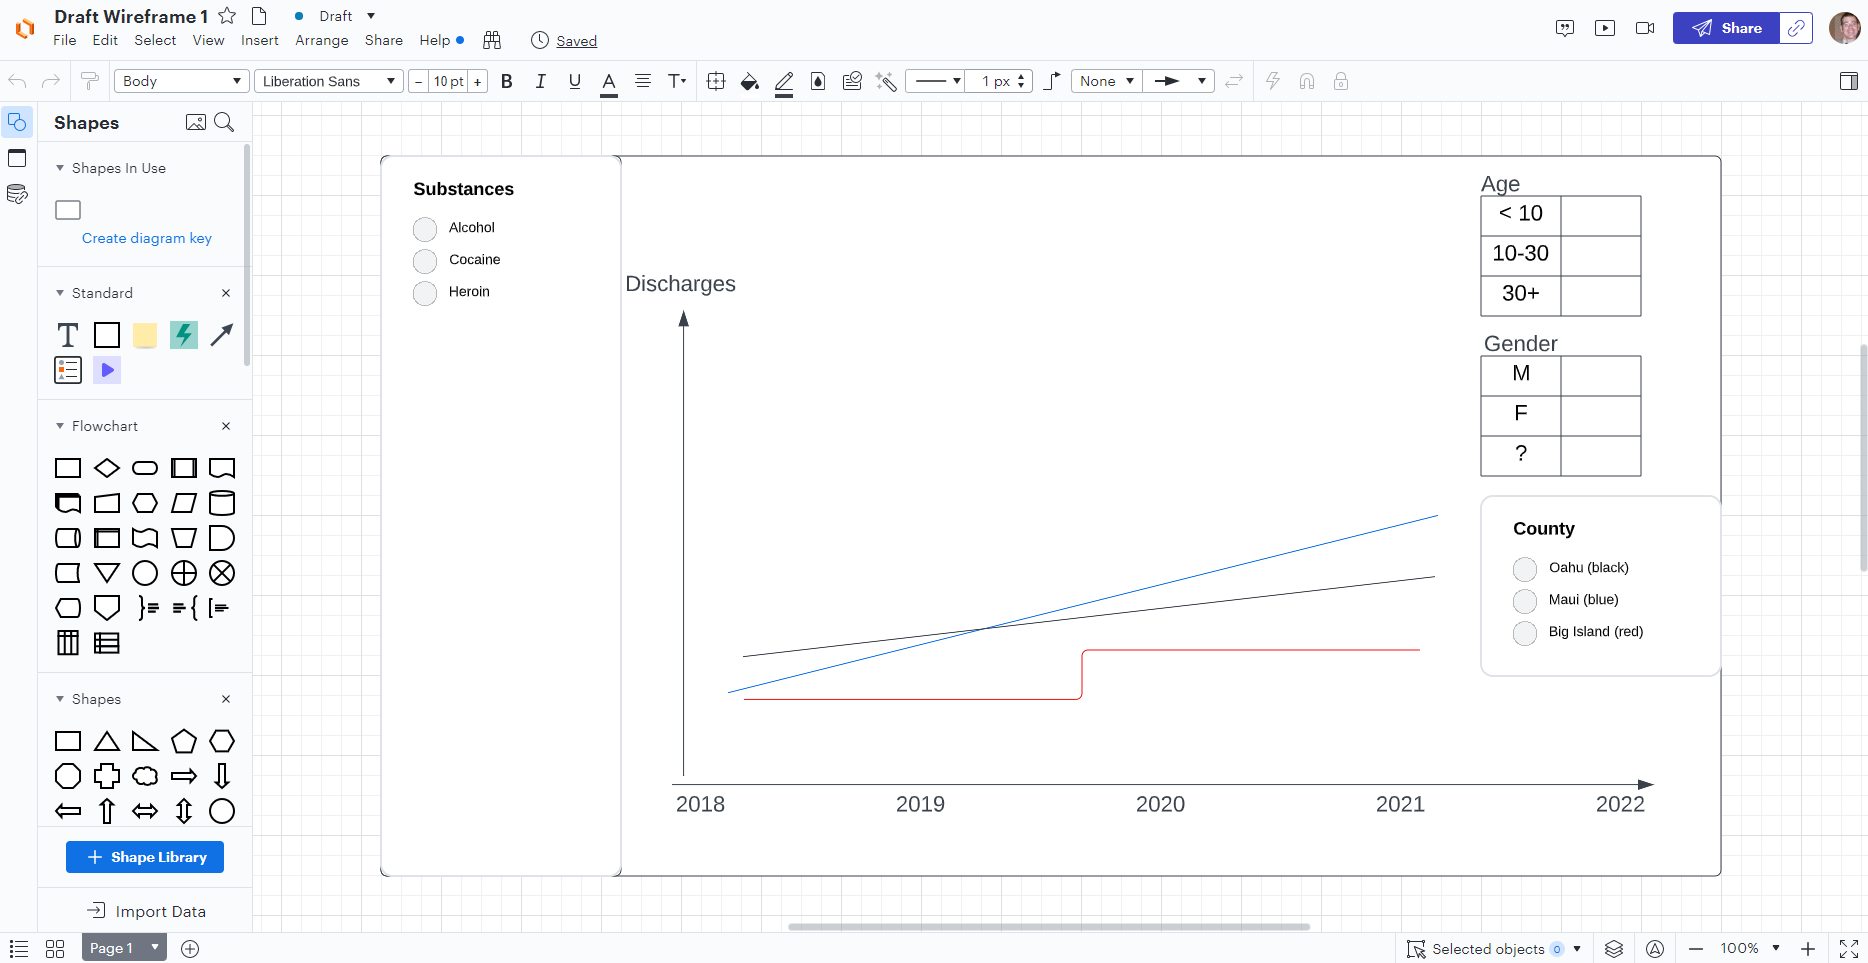 Draft Wireframe 1
Draft
File Edit Select View Insert Arrange Share Help
Saved
Share
Body
Liberation Sans
− 10 pt +
B I U A T
1 px
None
Shapes
Shapes In Use
Create diagram key
Standard
T
Flowchart
Shapes
+ Shape Library
Import Data
Substances
Alcohol
Cocaine
Heroin
Discharges
Age
< 10
10-30
30+
Gender
M
F
?
County
Oahu (black)
Maui (blue)
Big Island (red)
2018 2019 2020 2021 2022
Page 1
Selected objects 0
100%